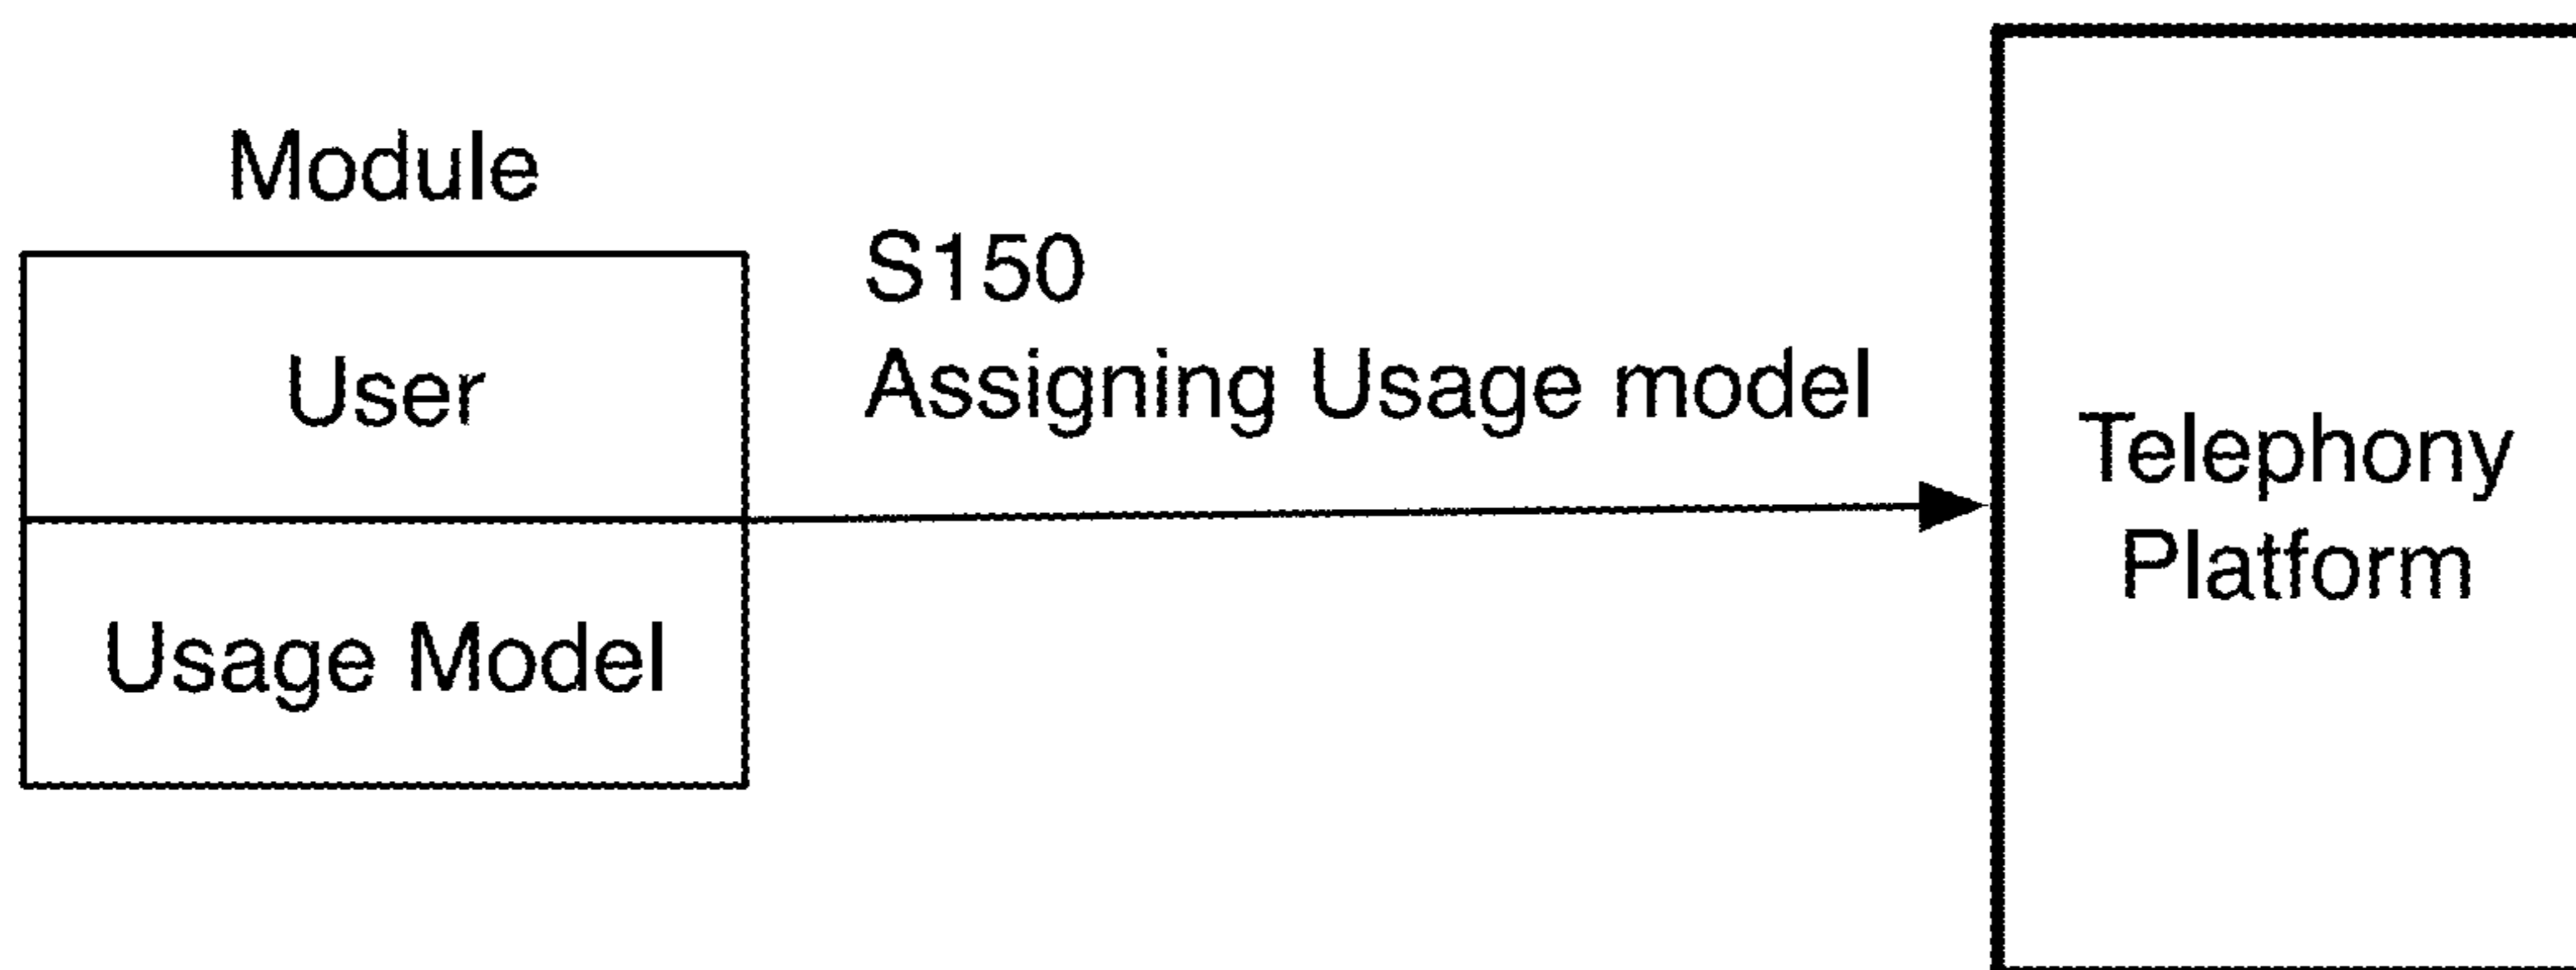 Module
User
Usage Model
S150
Assigning Usage model
Telephony
Platform